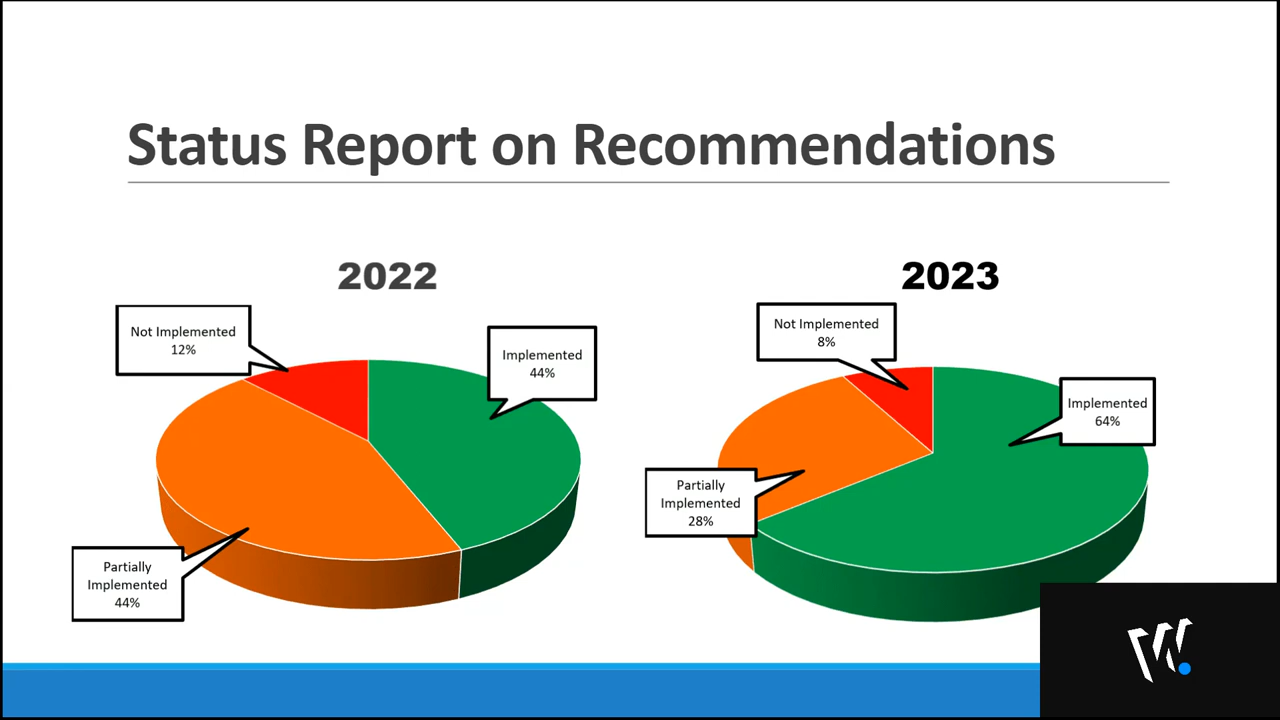 Status Report on Recommendations
2022
Not Implemented
12%
Implemented
44%
Partially
Implemented
44%
2023
Not Implemented
8%
Implemented
64%
Partially
Implemented
28%
W.